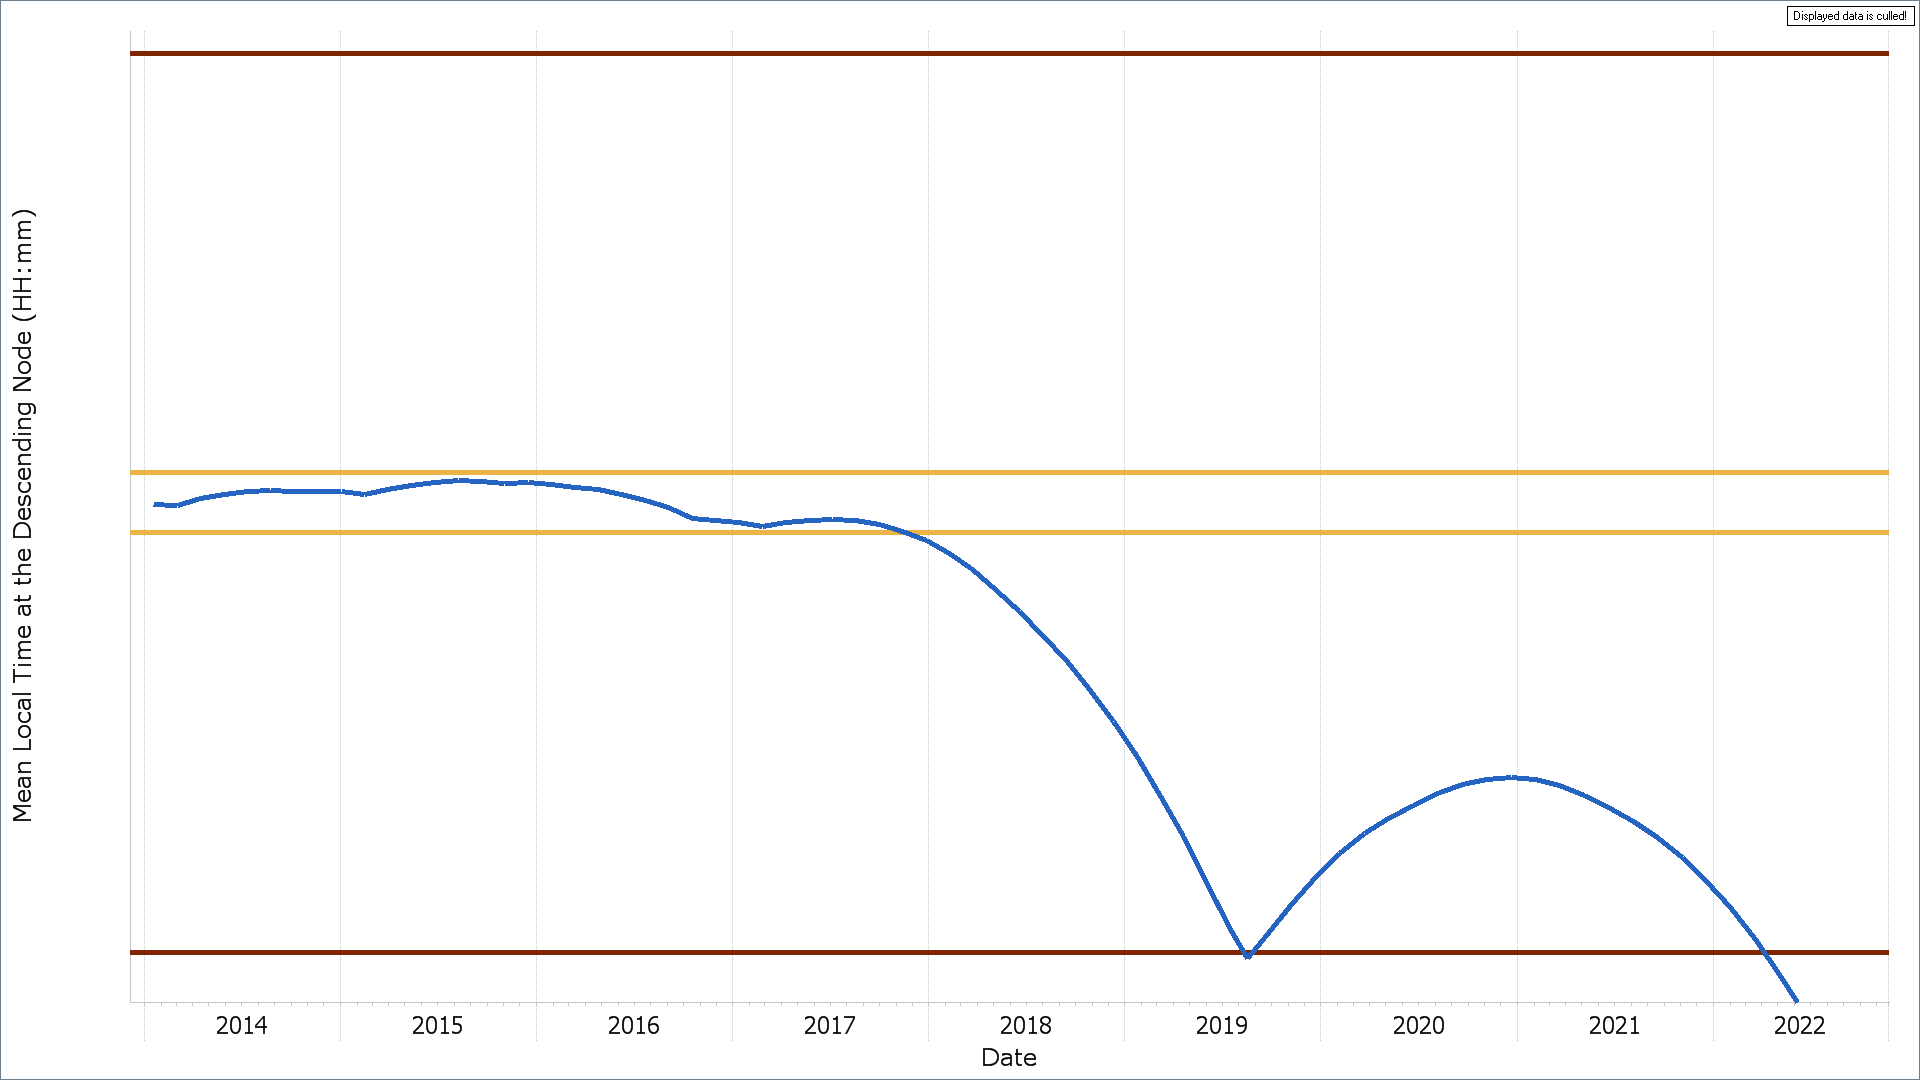 Displayed data is culled!
Mean Local Time at the Descending Node (HH:mm)
2014 2015 2016 2017 2018 2019 2020 2021 2022
Date